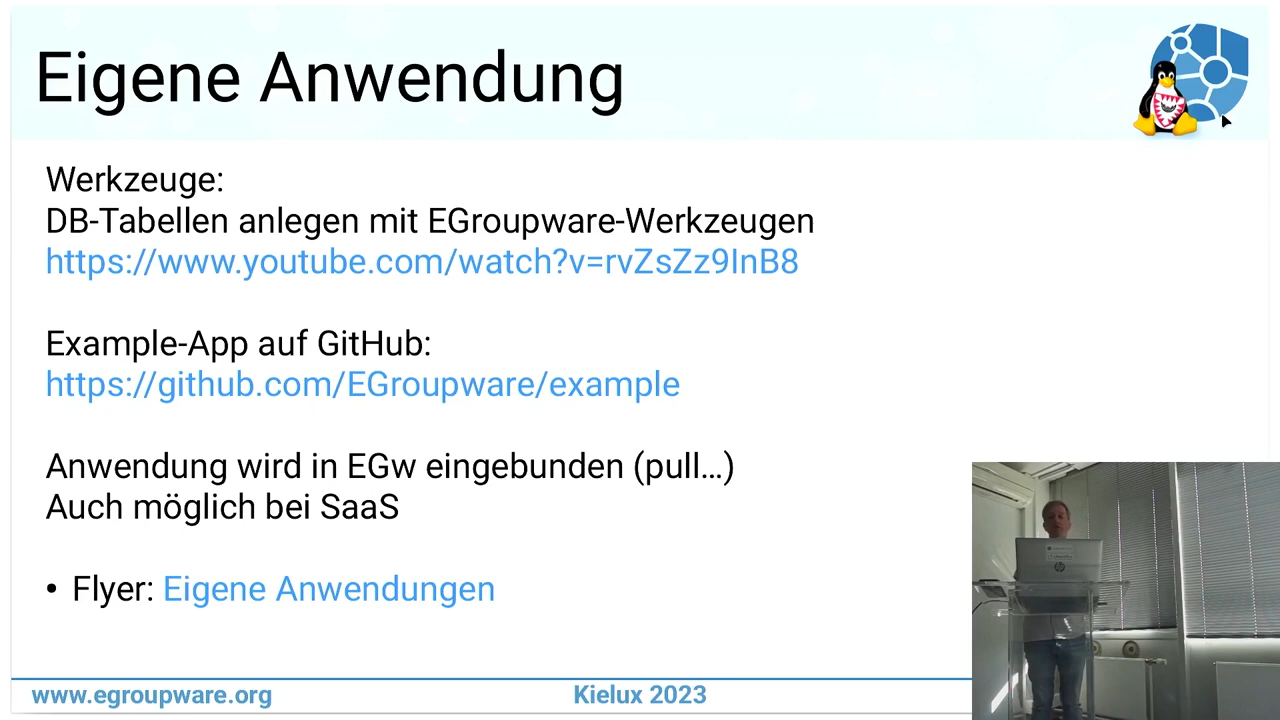 Eigene Anwendung
Werkzeuge:
DB-Tabellen anlegen mit EGroupware-Werkzeugen
https://www.youtube.com/watch?v=rvZsZz9InB8
Example-App auf GitHub:
https://github.com/EGroupware/example
Anwendung wird in EGw eingebunden (pull…)
Auch möglich bei SaaS
• Flyer: Eigene Anwendungen
www.egroupware.org
Kielux 2023
hp